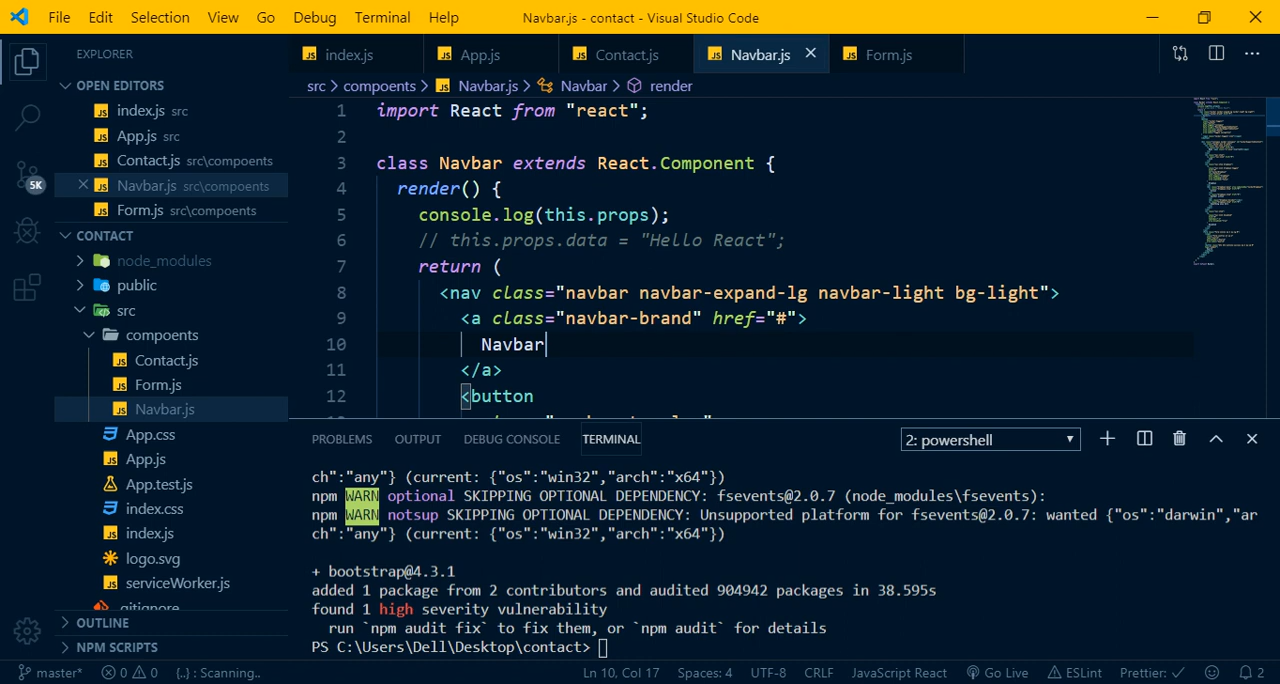 File Edit Selection View Go Debug Terminal Help
Navbar.js - contact - Visual Studio Code
EXPLORER
OPEN EDITORS
index.js src
App.js src
Contact.js src\compoents
Navbar.js src\compoents
Form.js src\compoents
CONTACT
node_modules
public
src
compoents
Contact.js
Form.js
Navbar.js
App.css
App.js
App.test.js
index.css
index.js
logo.svg
serviceWorker.js
.gitignore
OUTLINE
NPM SCRIPTS
5K
index.js App.js Contact.js Navbar.js Form.js
src > compoents > Navbar.js > Navbar > render
1 import React from "react";
2
3 class Navbar extends React.Component {
4 render() {
5 console.log(this.props);
6 // this.props.data = "Hello React";
7 return (
8 <nav class="navbar navbar-expand-lg navbar-light bg-light">
9 <a class="navbar-brand" href="#">
10 Navbar
11 </a>
12 <button
PROBLEMS OUTPUT DEBUG CONSOLE TERMINAL 2: powershell
ch":"any"} (current: {"os":"win32","arch":"x64"})
npm WARN optional SKIPPING OPTIONAL DEPENDENCY: fsevents@2.0.7 (node_modules\fsevents):
npm WARN notsup SKIPPING OPTIONAL DEPENDENCY: Unsupported platform for fsevents@2.0.7: wanted {"os":"darwin","ar
ch":"any"} (current: {"os":"win32","arch":"x64"})
+ bootstrap@4.3.1
added 1 package from 2 contributors and audited 904942 packages in 38.595s
found 1 high severity vulnerability
run `npm audit fix` to fix them, or `npm audit` for details
PS C:\Users\Dell\Desktop\contact>
master* 0 0 {..} : Scanning.. Ln 10, Col 17 Spaces: 4 UTF-8 CRLF JavaScript React Go Live ESLint Prettier: ✓ 2